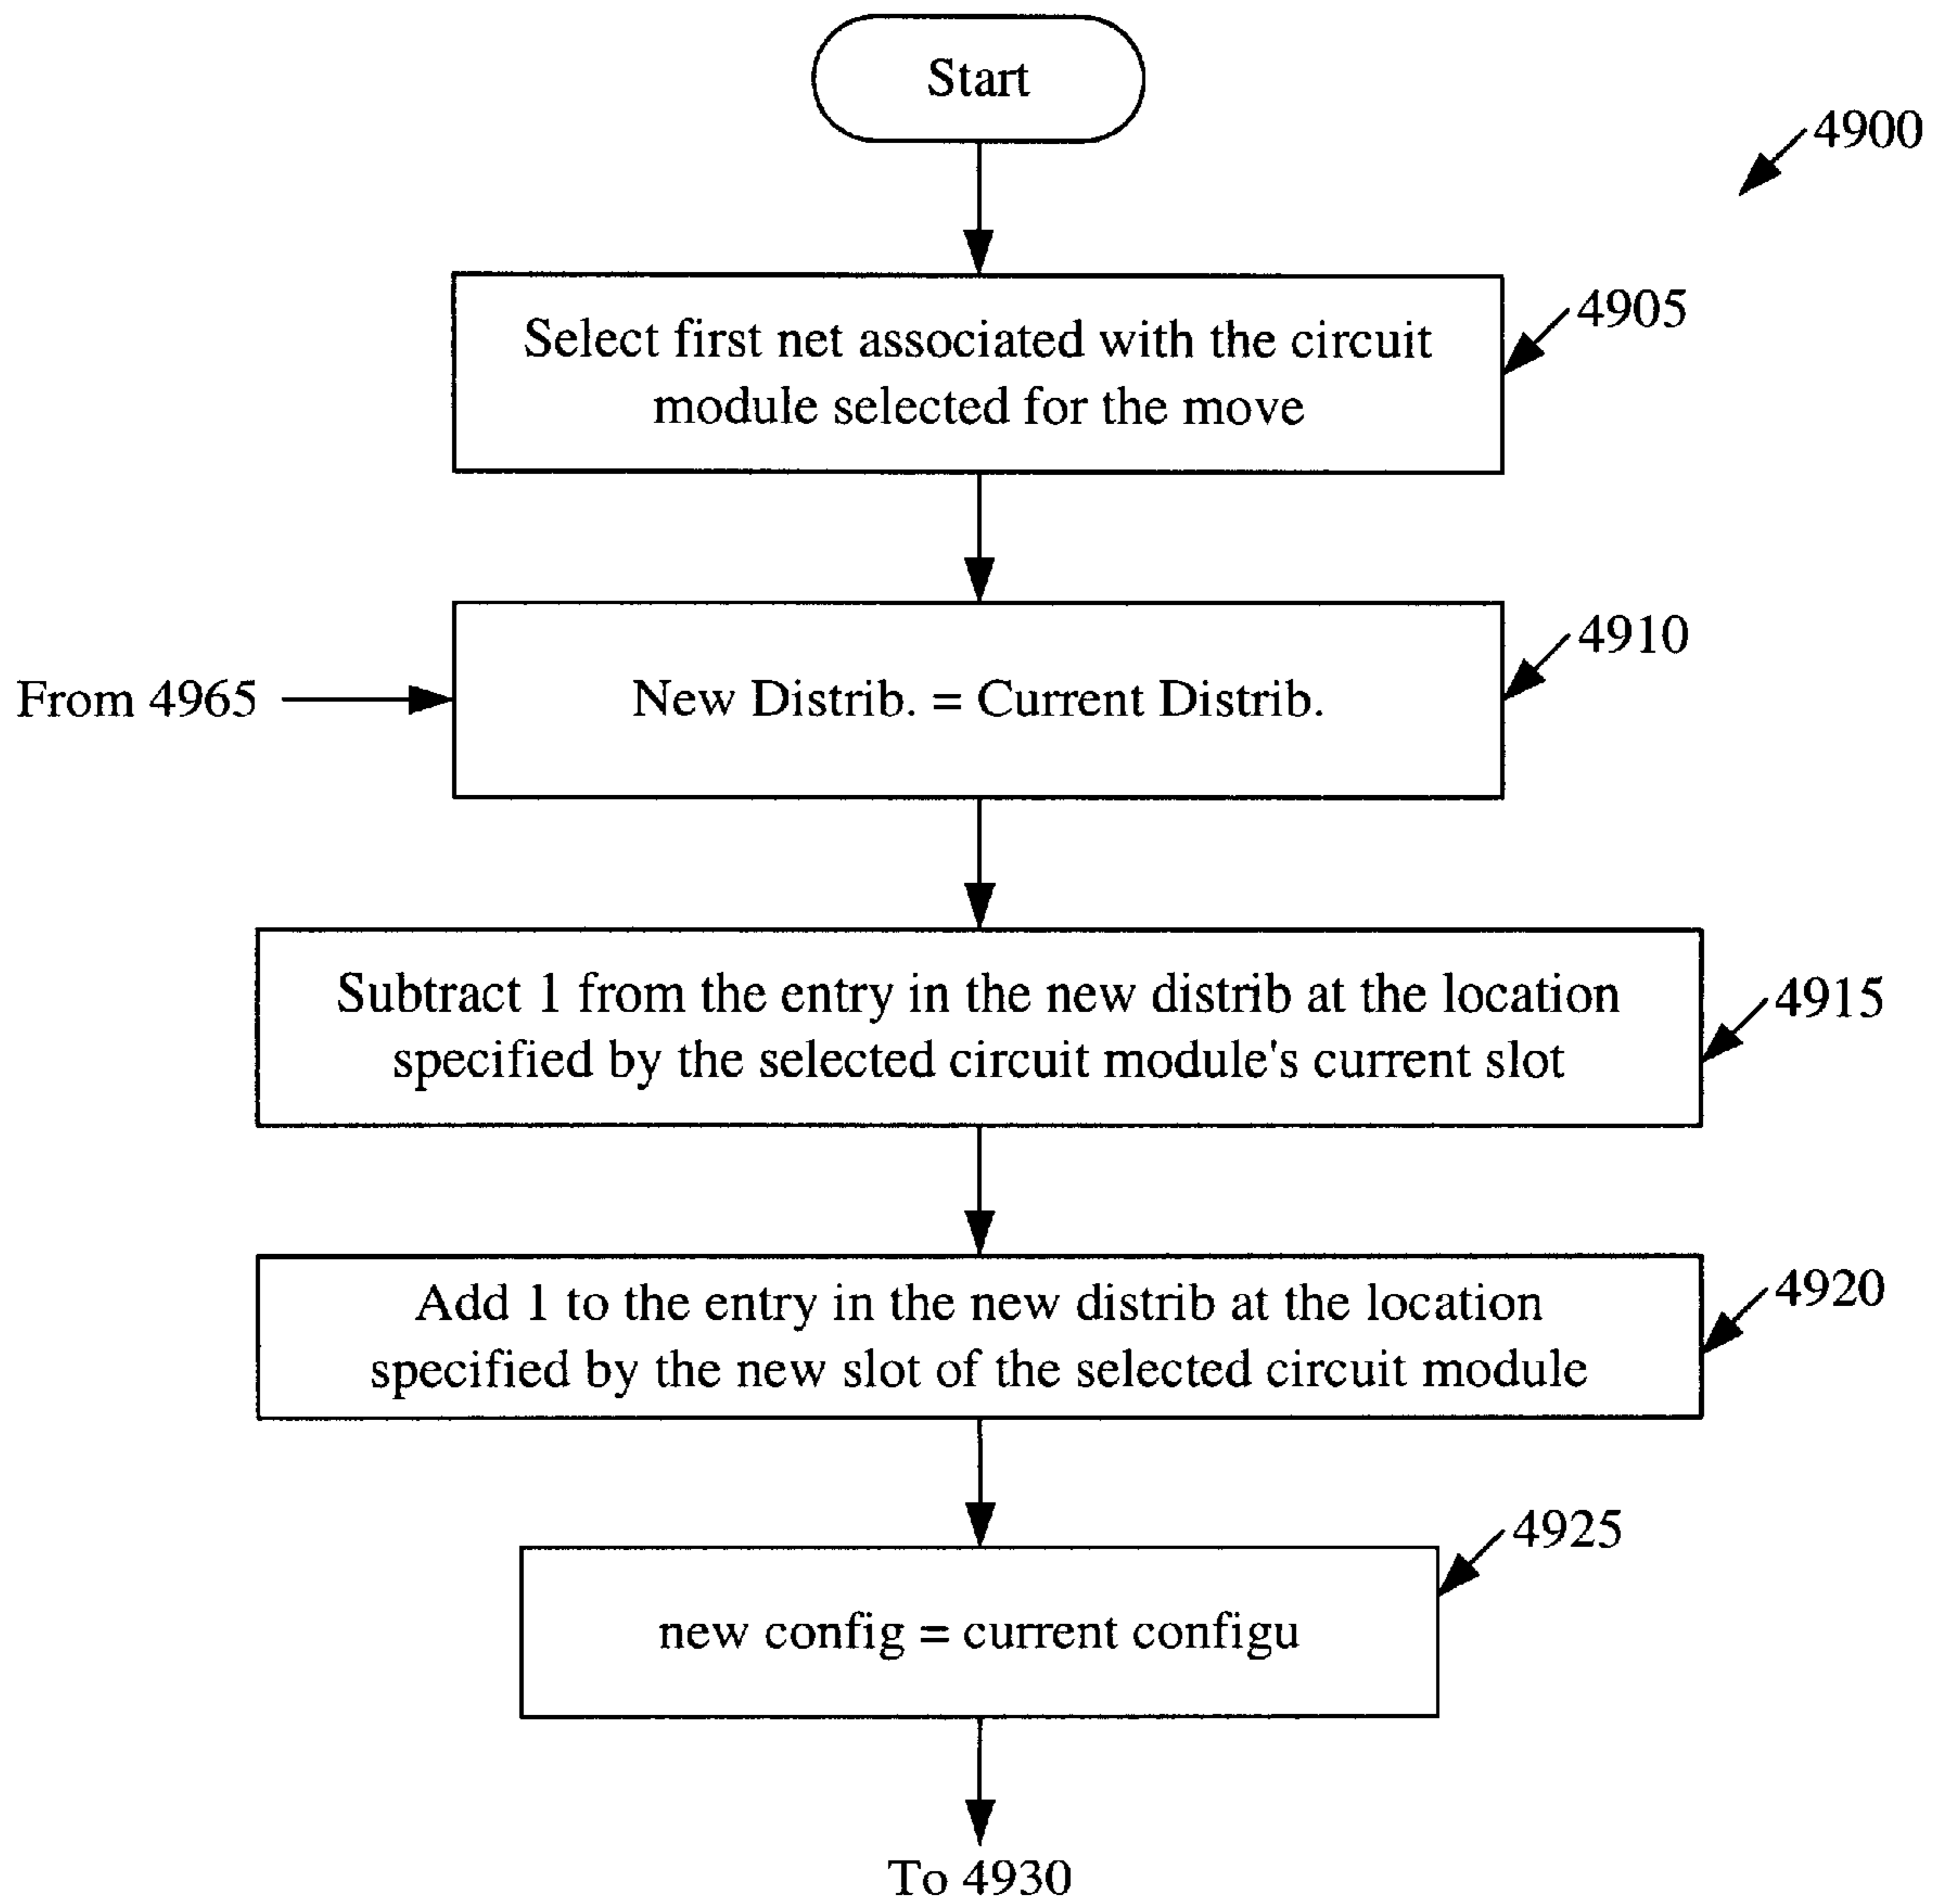 Start
4900
Select first net associated with the circuit
module selected for the move
4905
New Distrib. = Current Distrib.
4910
From 4965
Subtract 1 from the entry in the new distrib at the location
specified by the selected circuit module's current slot
4915
Add 1 to the entry in the new distrib at the location
specified by the new slot of the selected circuit module
4920
new config = current configu
4925
To 4930